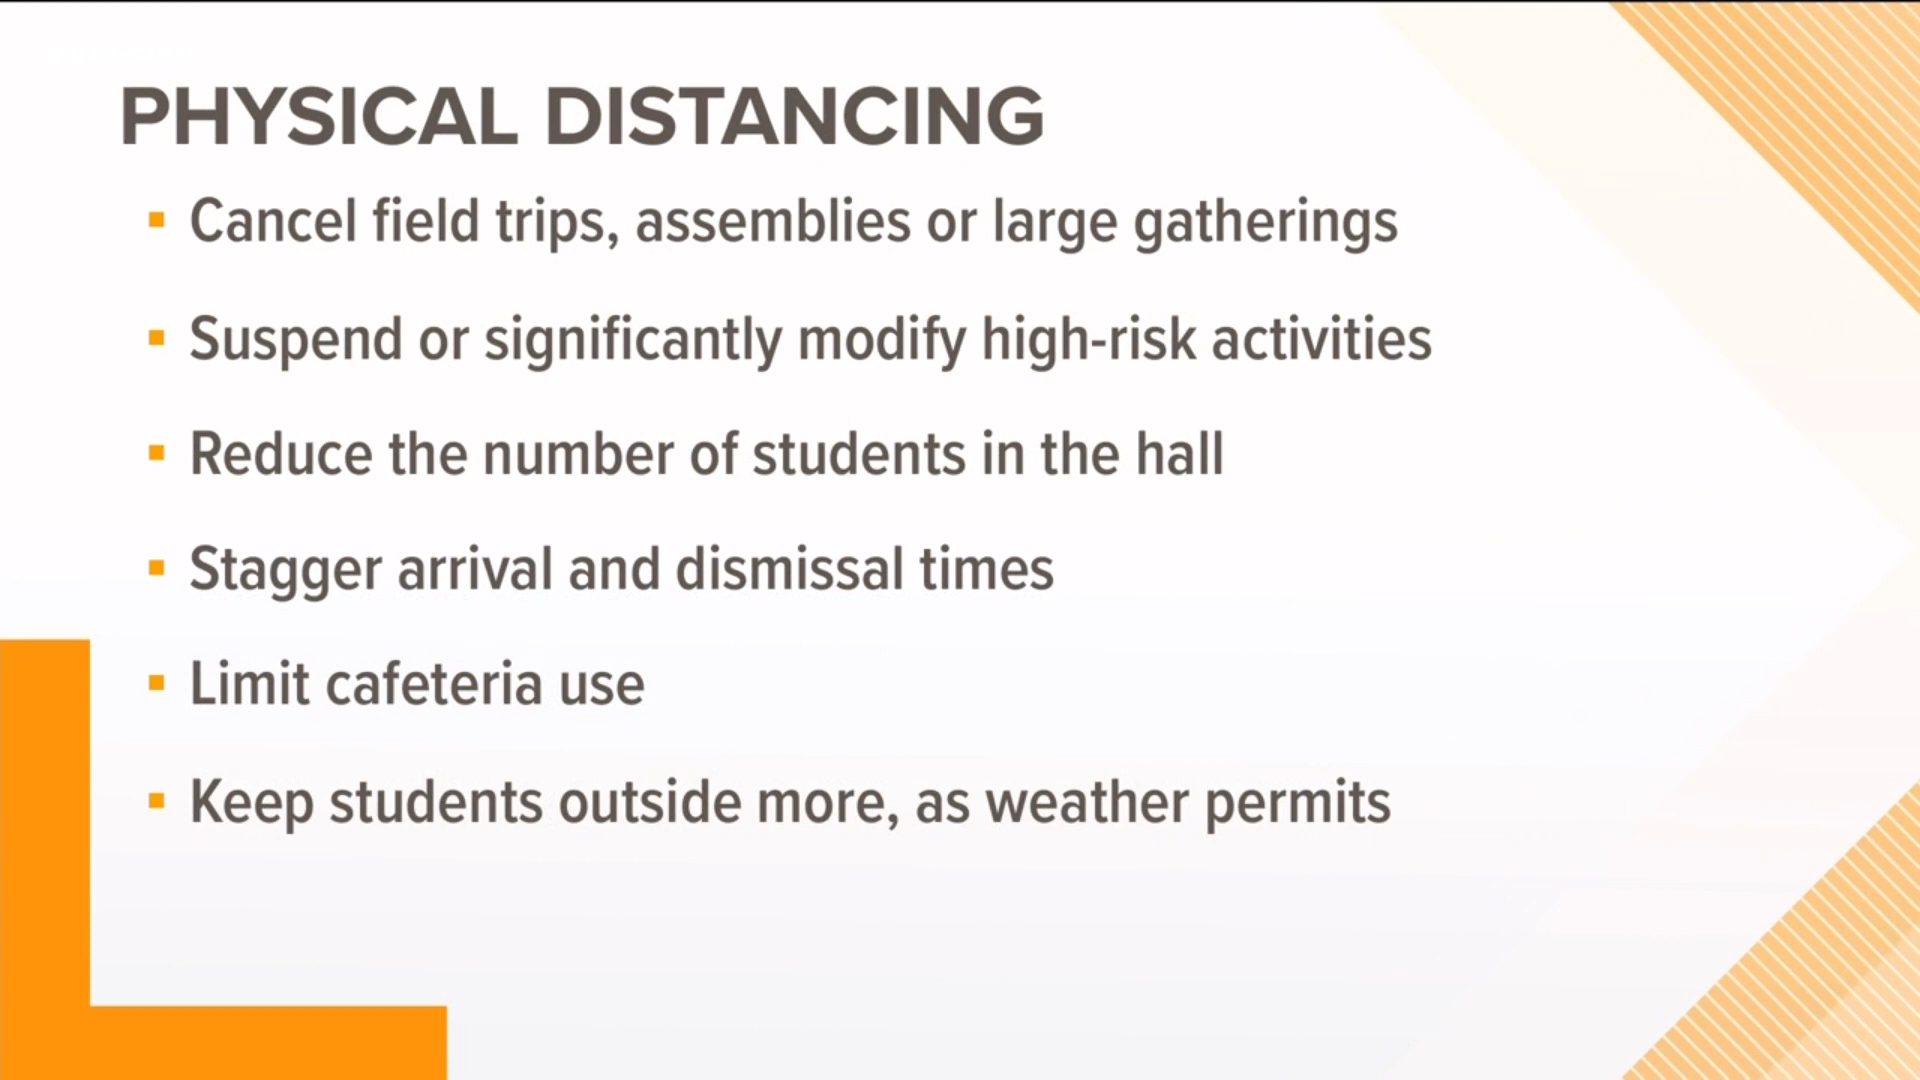 PHYSICAL DISTANCING
▪ Cancel field trips, assemblies or large gatherings
▪ Suspend or significantly modify high-risk activities
▪ Reduce the number of students in the hall
▪ Stagger arrival and dismissal times
▪ Limit cafeteria use
▪ Keep students outside more, as weather permits